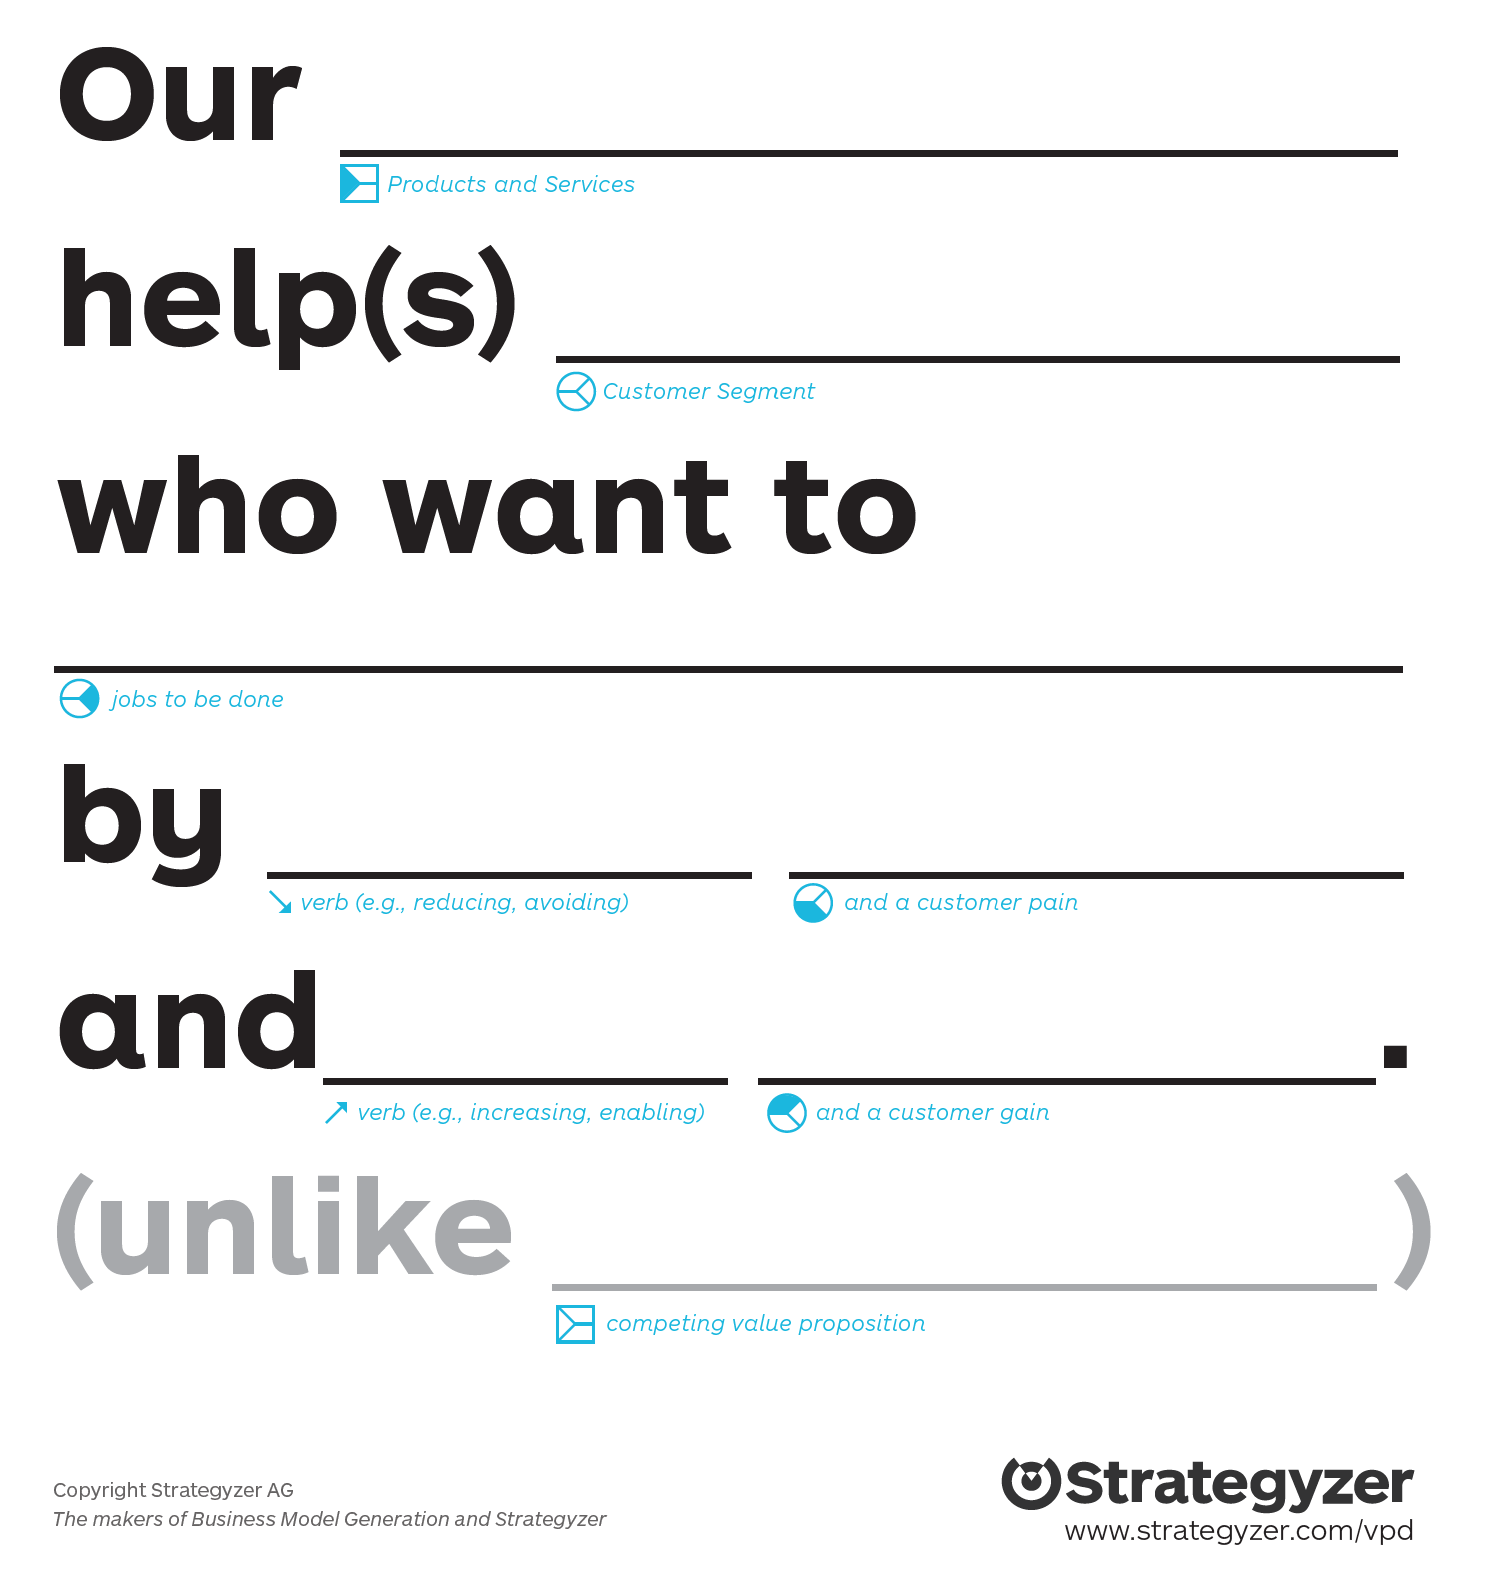 Our
Products and Services
help(s)
Customer Segment
who want to
jobs to be done
by
verb (e.g., reducing, avoiding) and a customer pain
and .
verb (e.g., increasing, enabling) and a customer gain
(unlike )
competing value proposition
Copyright Strategyzer AG
The makers of Business Model Generation and Strategyzer
Strategyzer
www.strategyzer.com/vpd